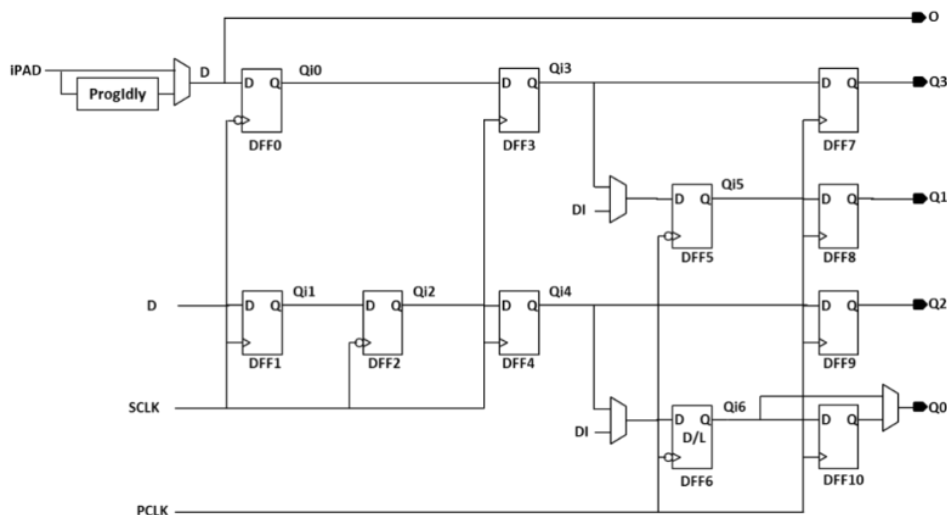 O
iPAD
D
Qi0
Qi3
Q3
ProgIdly
D Q
D Q
D Q
DFF0
DFF3
DFF7
Qi5
Q1
DI
D Q
D Q
DFF5
DFF8
D
Qi1
Qi2
Qi4
Q2
D Q
D Q
D Q
D Q
DFF1
DFF2
DFF4
DFF9
SCLK
Qi6
Q0
DI
D Q
D Q
D/L
DFF6
DFF10
PCLK